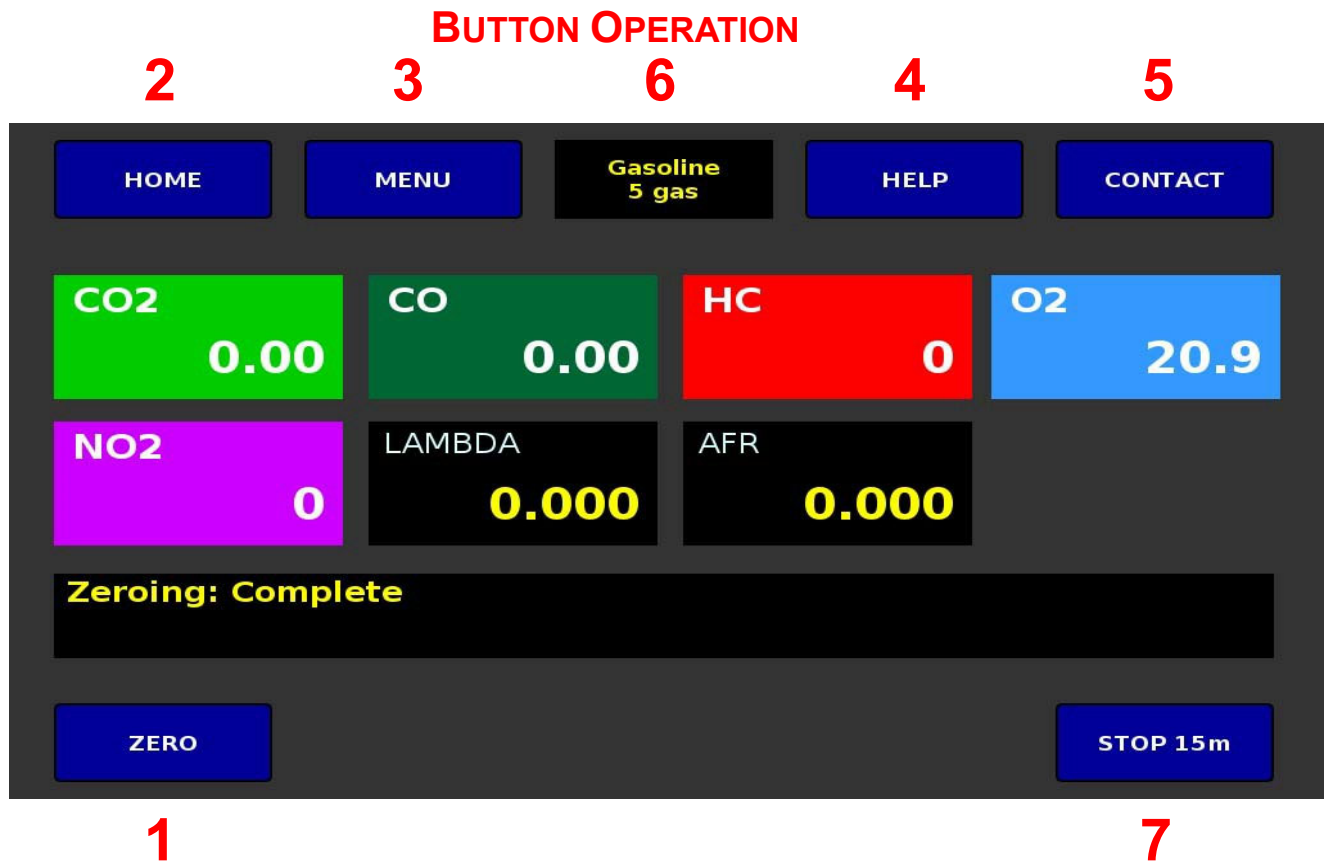 BUTTON OPERATION
2 3 6 4 5
HOME MENU Gasoline HELP CONTACT
5 gas
CO2 CO HC O2
0.00 0.00 0 20.9
NO2 LAMBDA AFR
0 0.000 0.000
Zeroing: Complete
ZERO STOP 15m
1 7